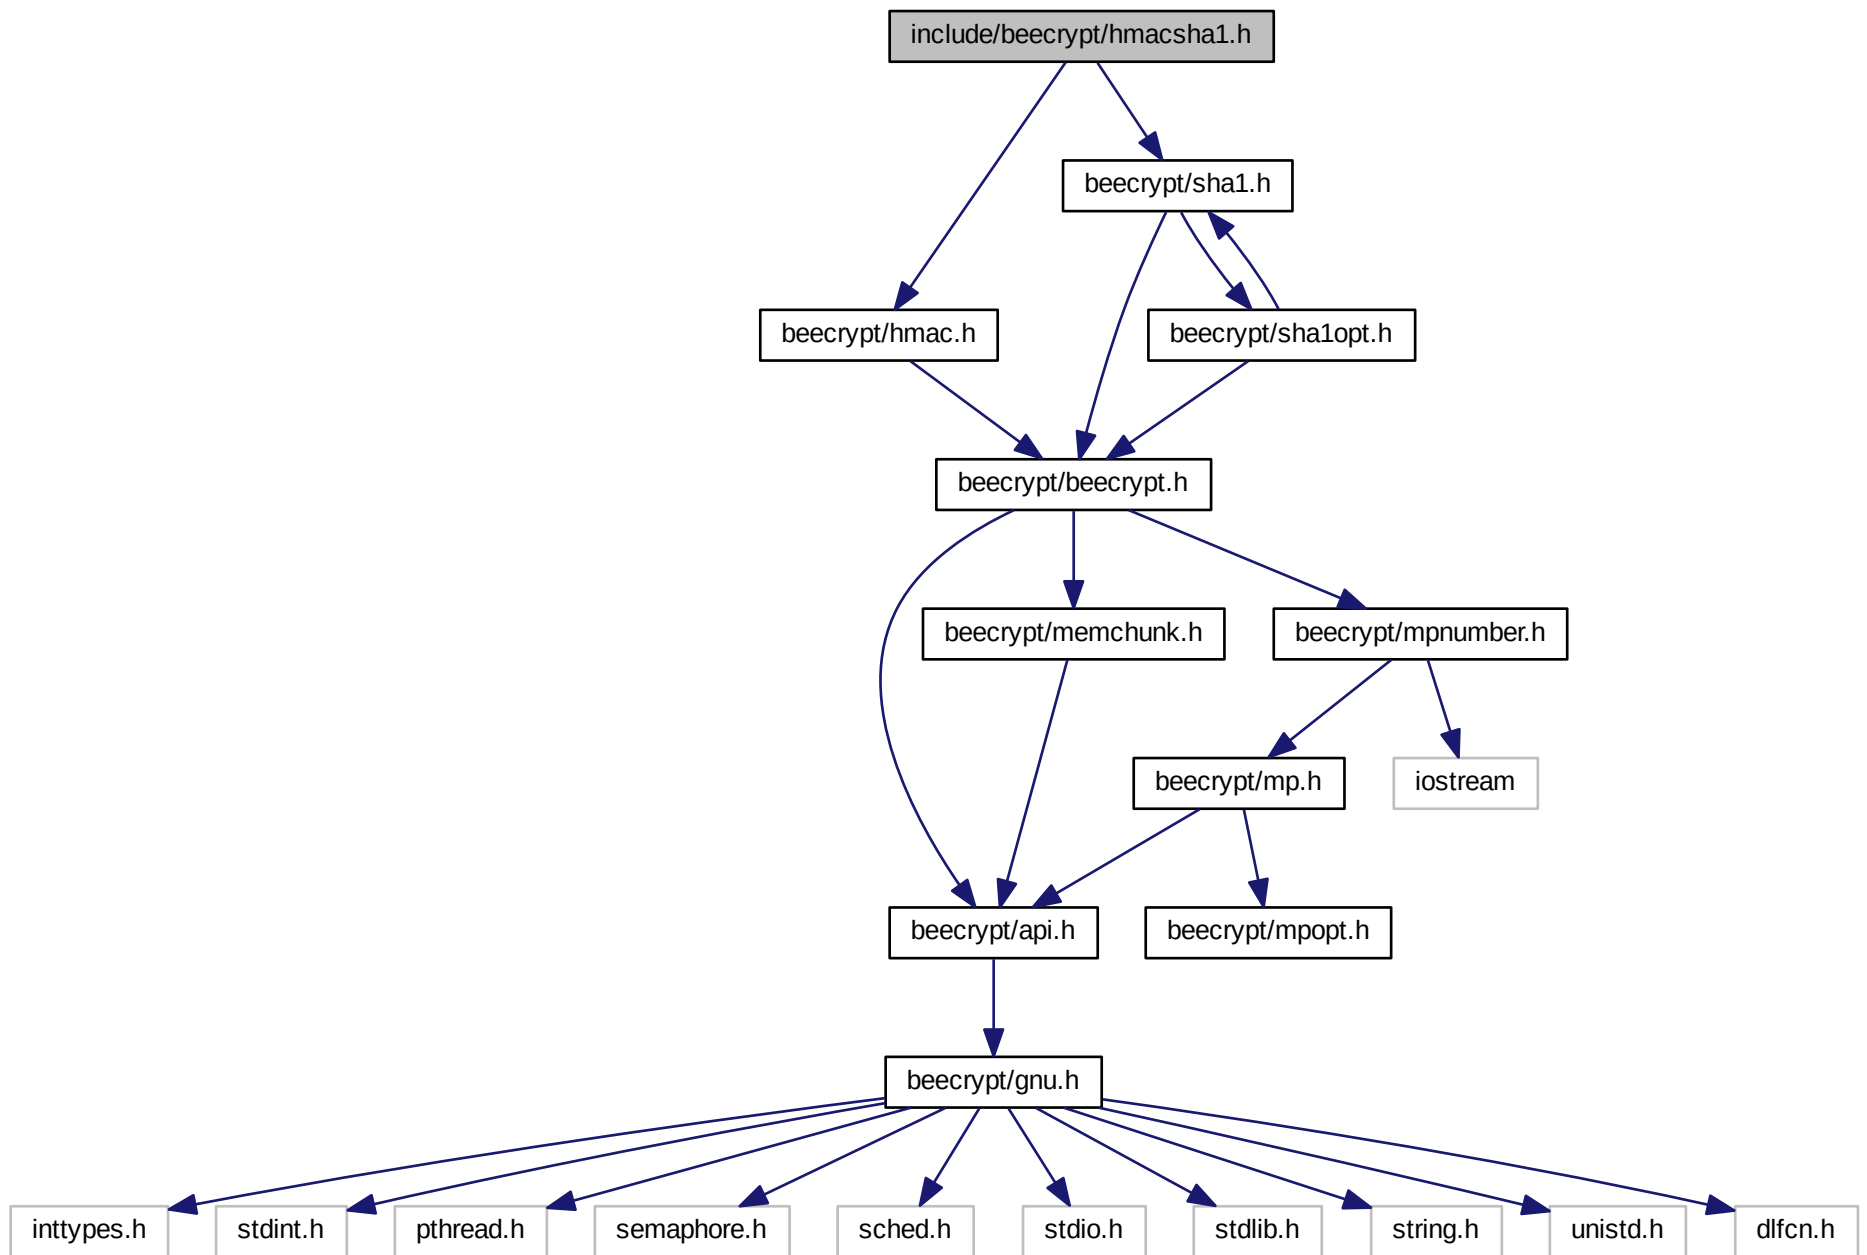 include/beecrypt/hmacsha1.h
beecrypt/sha1.h
beecrypt/hmac.h
beecrypt/sha1opt.h
beecrypt/beecrypt.h
beecrypt/memchunk.h
beecrypt/mpnumber.h
beecrypt/mp.h
iostream
beecrypt/api.h
beecrypt/mpopt.h
beecrypt/gnu.h
inttypes.h
stdint.h
pthread.h
semaphore.h
sched.h
stdio.h
stdlib.h
string.h
unistd.h
dlfcn.h